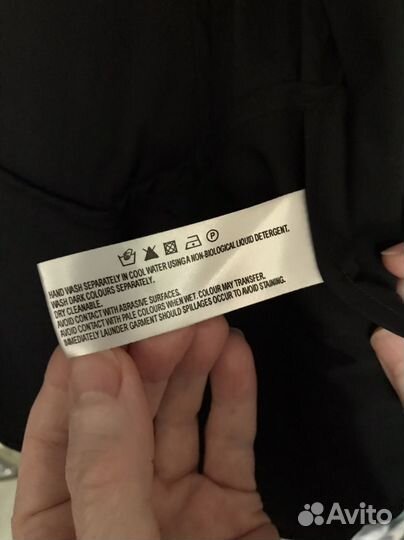 HAND WASH SEPARATELY IN COOL WATER USING A NON-BIOLOGICAL LIQUID DETERGENT.
WASH DARK COLOURS SEPARATELY.
DRY CLEANABLE.
AVOID CONTACT WITH ABRASIVE SURFACES.
AVOID CONTACT WITH PALE COLOURS WHEN WET. COLOUR MAY TRANSFER.
IMMEDIATELY LAUNDER GARMENT SHOULD SPILLAGES OCCUR TO AVOID STAINING.
Avito